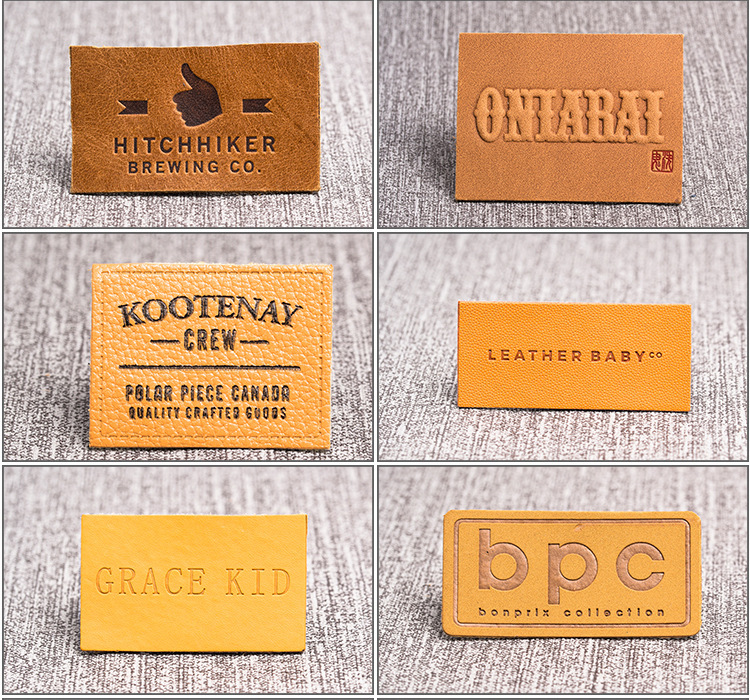 HITCHHIKER
BREWING CO.
ONIARAI
KOOTENAY
CREW
POLAR PIECE CANADA
QUALITY CRAFTED GOODS
LEATHER BABY CO
GRACE KID
bpc
bonprix collection